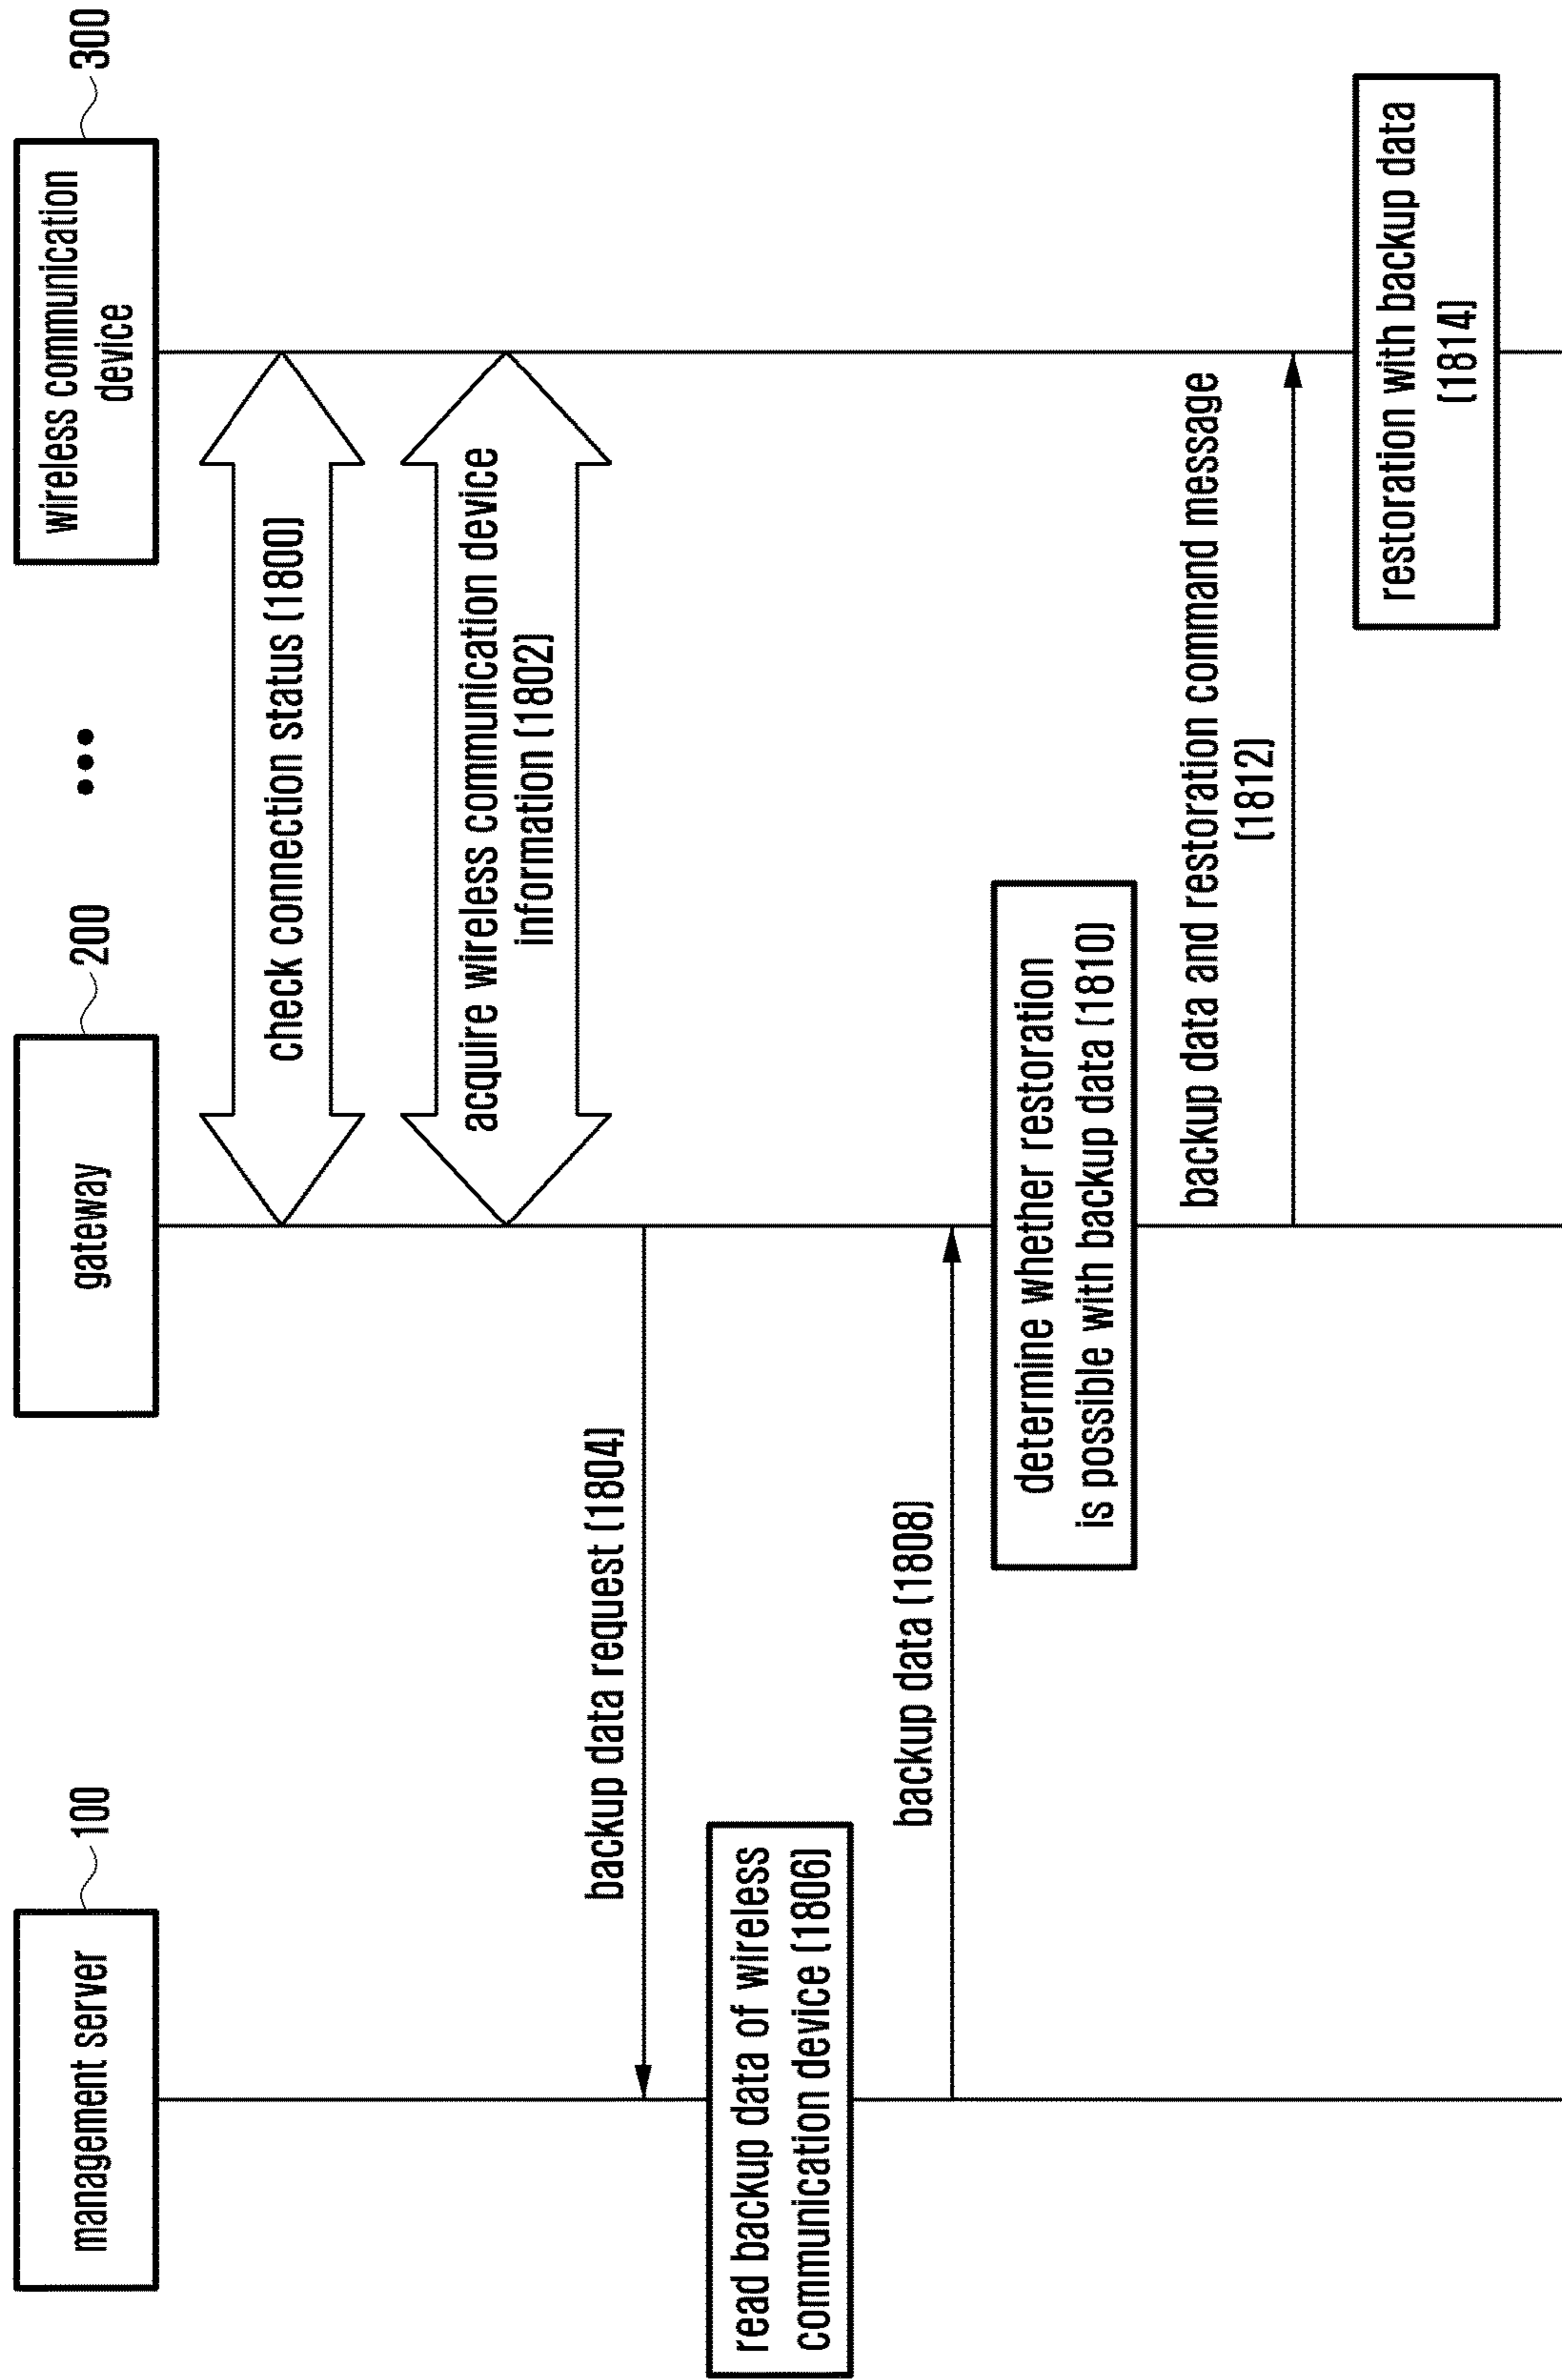 management server
100
gateway
200
wireless communication
device
300
check connection status (1800)
acquire wireless communication device
information (1802)
backup data request (1804)
read backup data of wireless
communication device (1806)
backup data (1808)
determine whether restoration
is possible with backup data (1810)
backup data and restoration command message
(1812)
restoration with backup data
(1814)